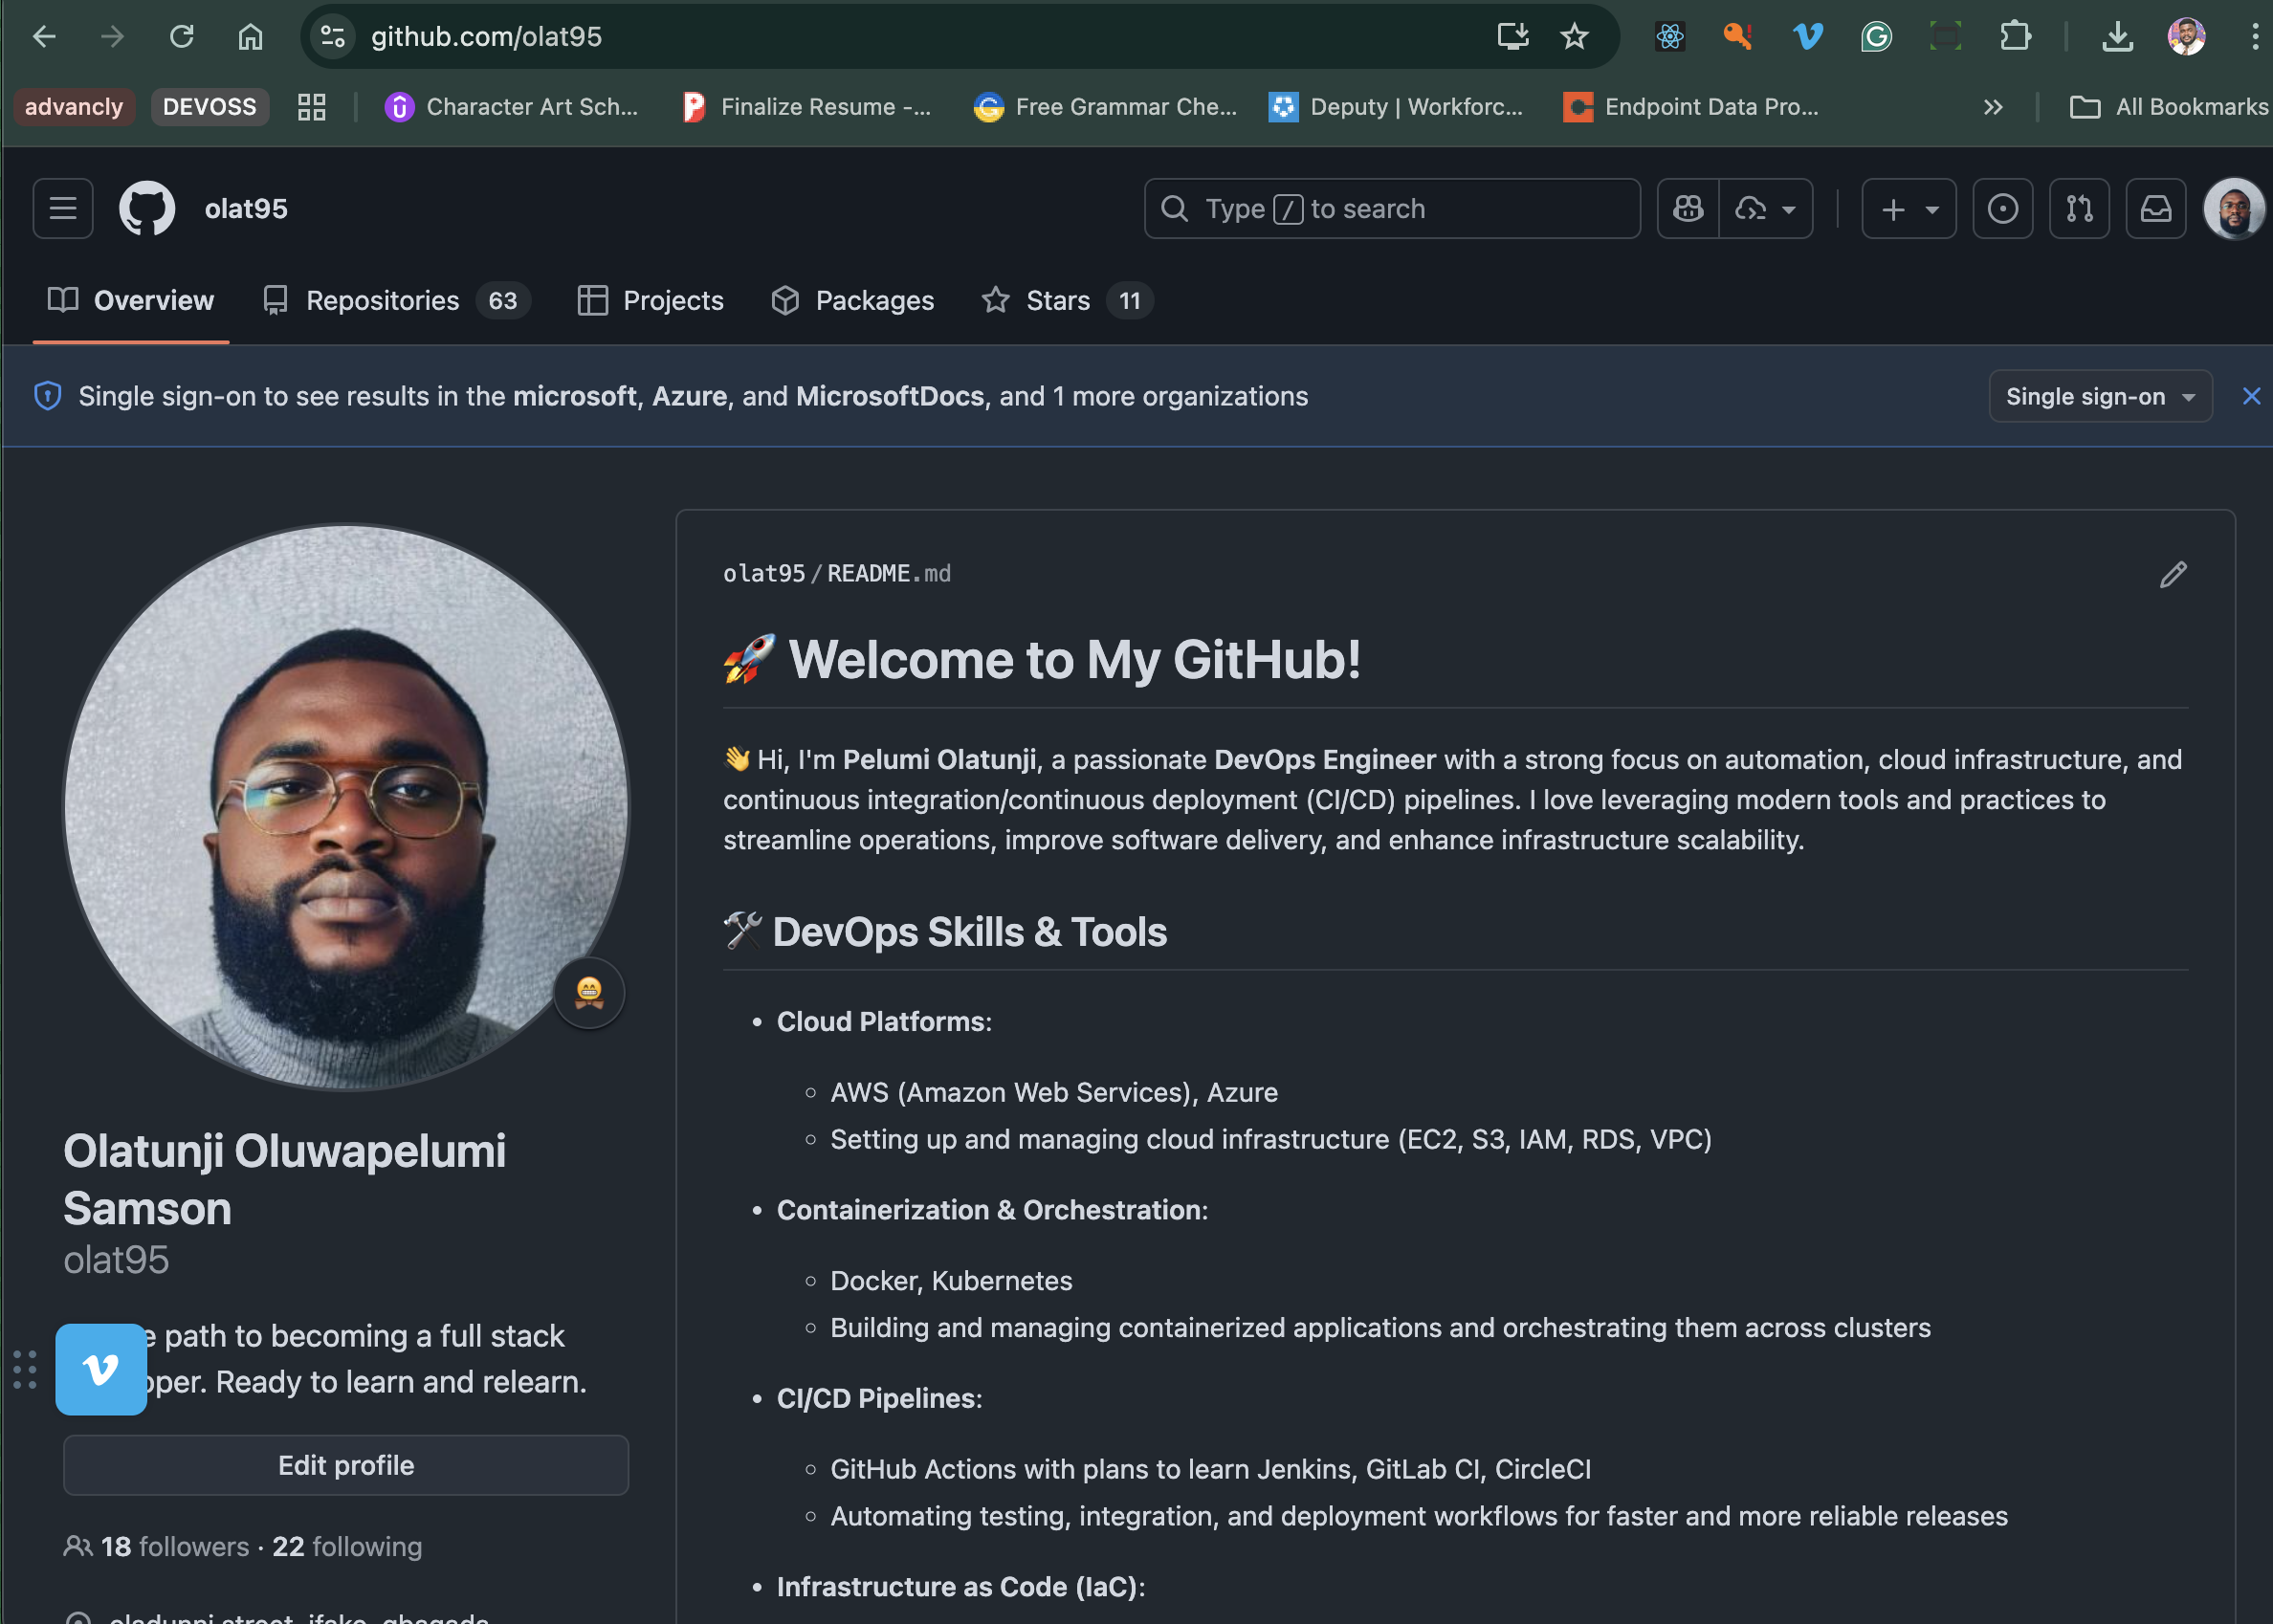 github.com/olat95
advancly
DEVOSS
Character Art Sch...
Finalize Resume -...
Free Grammar Che...
Deputy | Workforc...
Endpoint Data Pro...
All Bookmarks
olat95
Type / to search
Overview
Repositories 63
Projects
Packages
Stars 11
Single sign-on to see results in the microsoft, Azure, and MicrosoftDocs, and 1 more organizations
Single sign-on
olat95/README.md
🚀 Welcome to My GitHub!
👋 Hi, I'm Pelumi Olatunji, a passionate DevOps Engineer with a strong focus on automation, cloud infrastructure, and
continuous integration/continuous deployment (CI/CD) pipelines. I love leveraging modern tools and practices to
streamline operations, improve software delivery, and enhance infrastructure scalability.
🛠 DevOps Skills & Tools
• Cloud Platforms:
◦ AWS (Amazon Web Services), Azure
◦ Setting up and managing cloud infrastructure (EC2, S3, IAM, RDS, VPC)
• Containerization & Orchestration:
◦ Docker, Kubernetes
◦ Building and managing containerized applications and orchestrating them across clusters
• CI/CD Pipelines:
◦ GitHub Actions with plans to learn Jenkins, GitLab CI, CircleCI
◦ Automating testing, integration, and deployment workflows for faster and more reliable releases
• Infrastructure as Code (IaC):
Olatunji Oluwapelumi
Samson
olat95
path to becoming a full stack
Ready to learn and relearn.
Edit profile
18 followers · 22 following